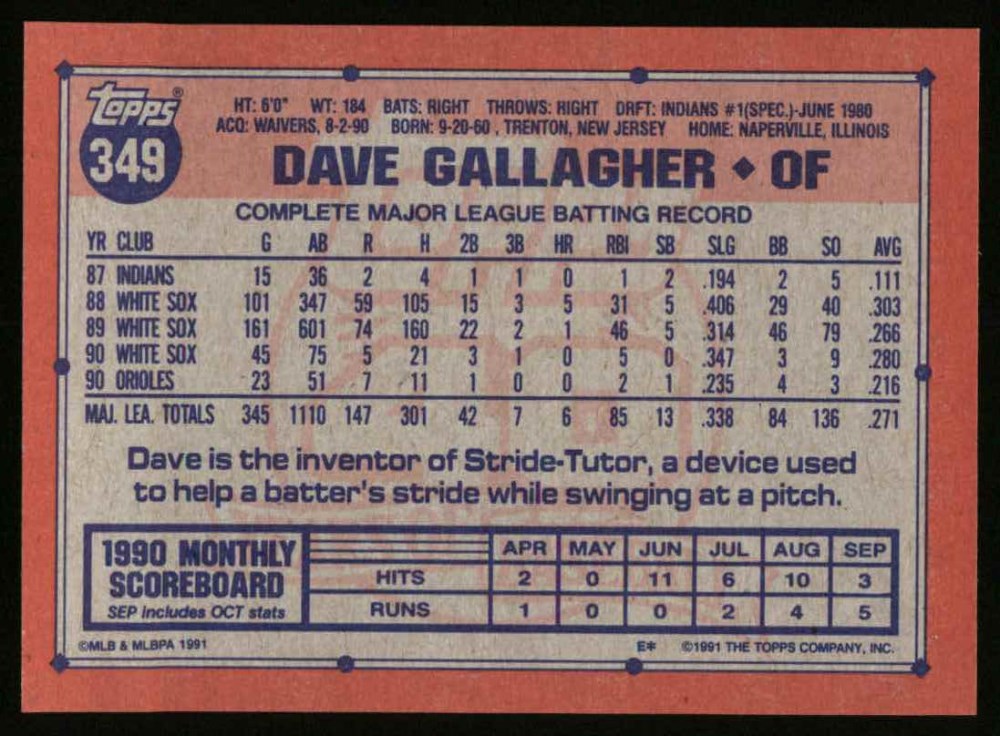 Topps®
349
HT: 6'0" WT: 184 BATS: RIGHT THROWS: RIGHT DRFT: INDIANS #1(SPEC.)-JUNE 1980
ACQ: WAIVERS, 8-2-90 BORN: 9-20-60, TRENTON, NEW JERSEY HOME: NAPERVILLE, ILLINOIS
DAVE GALLAGHER ◆ OF
COMPLETE MAJOR LEAGUE BATTING RECORD
YR CLUB G AB R H 2B 3B HR RBI SB SLG BB SO AVG
87 INDIANS 15 36 2 4 1 1 0 1 2 .194 2 5 .111
88 WHITE SOX 101 347 59 105 15 3 5 31 5 .406 29 40 .303
89 WHITE SOX 161 601 74 160 22 2 1 46 5 .314 46 79 .266
90 WHITE SOX 45 75 5 21 3 1 0 5 0 .347 3 9 .280
90 ORIOLES 23 51 7 11 1 0 0 2 1 .235 4 3 .216
MAJ. LEA. TOTALS 345 1110 147 301 42 7 6 85 13 .338 84 136 .271
Dave is the inventor of Stride-Tutor, a device used
to help a batter's stride while swinging at a pitch.
1990 MONTHLY
SCOREBOARD
SEP includes OCT stats
APR MAY JUN JUL AUG SEP
HITS 2 0 11 6 10 3
RUNS 1 0 0 2 4 5
©MLB & MLBPA 1991 E* ©1991 THE TOPPS COMPANY, INC.